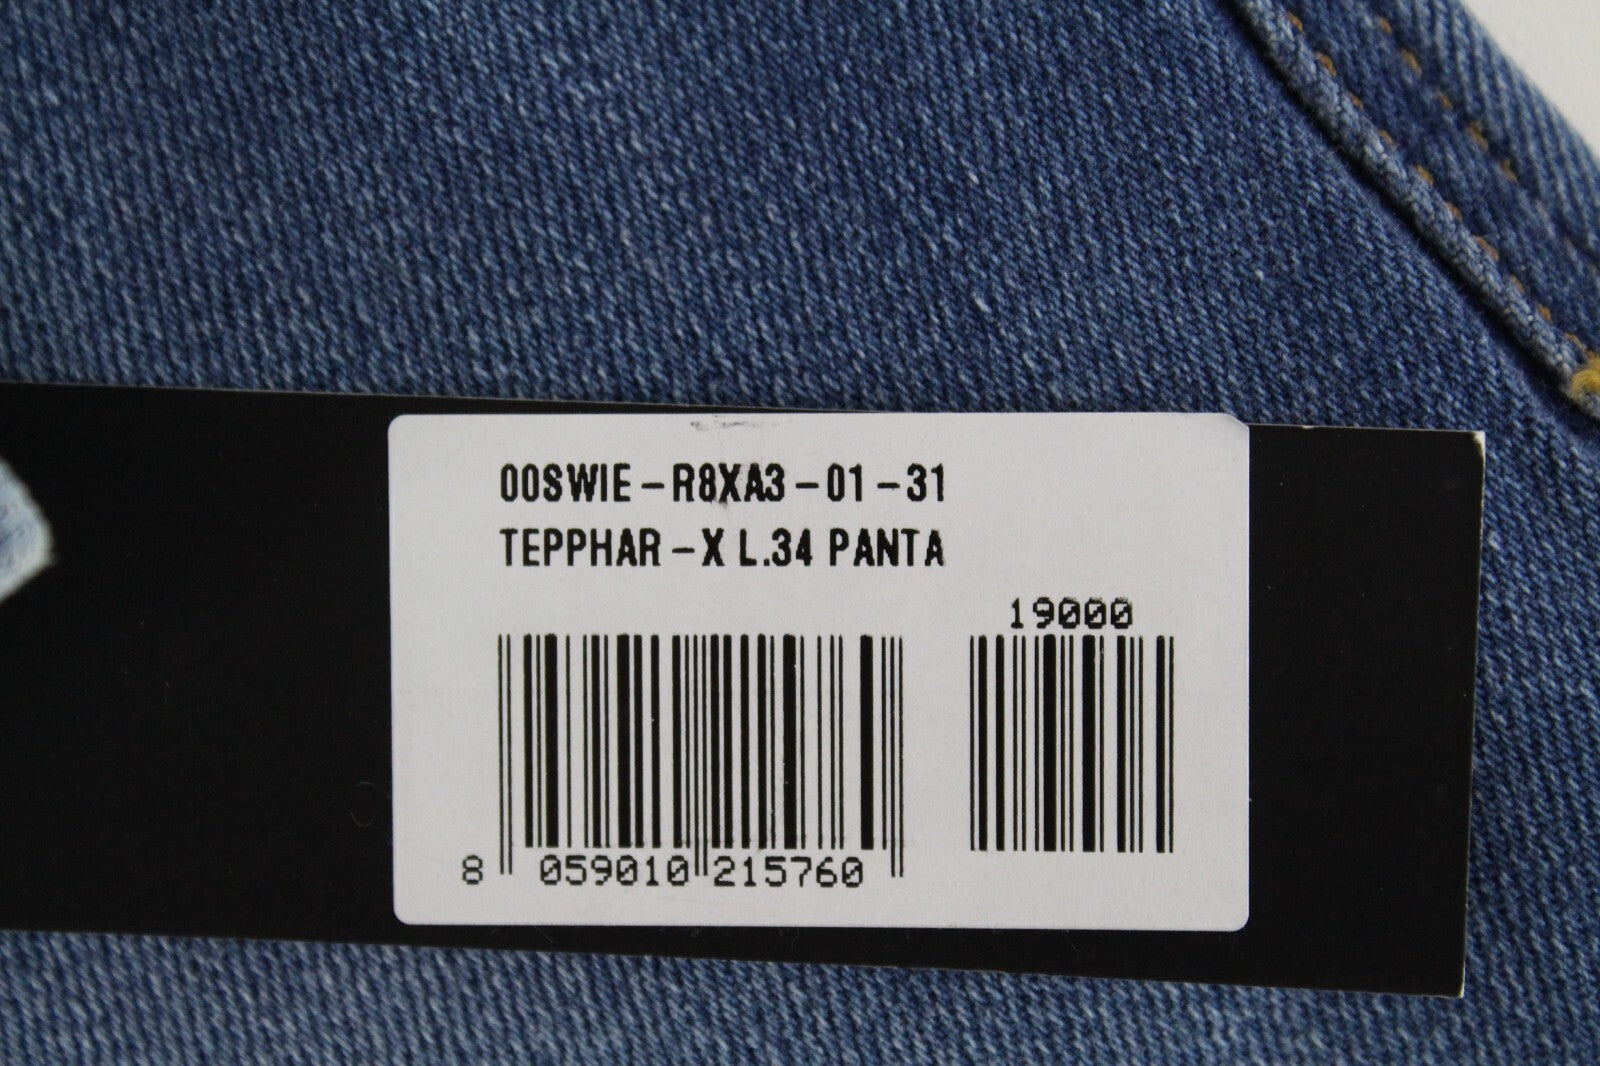 00SWIE-R8XA3-01-31
TEPPHAR-X L.34 PANTA
19000
8 059010 215760